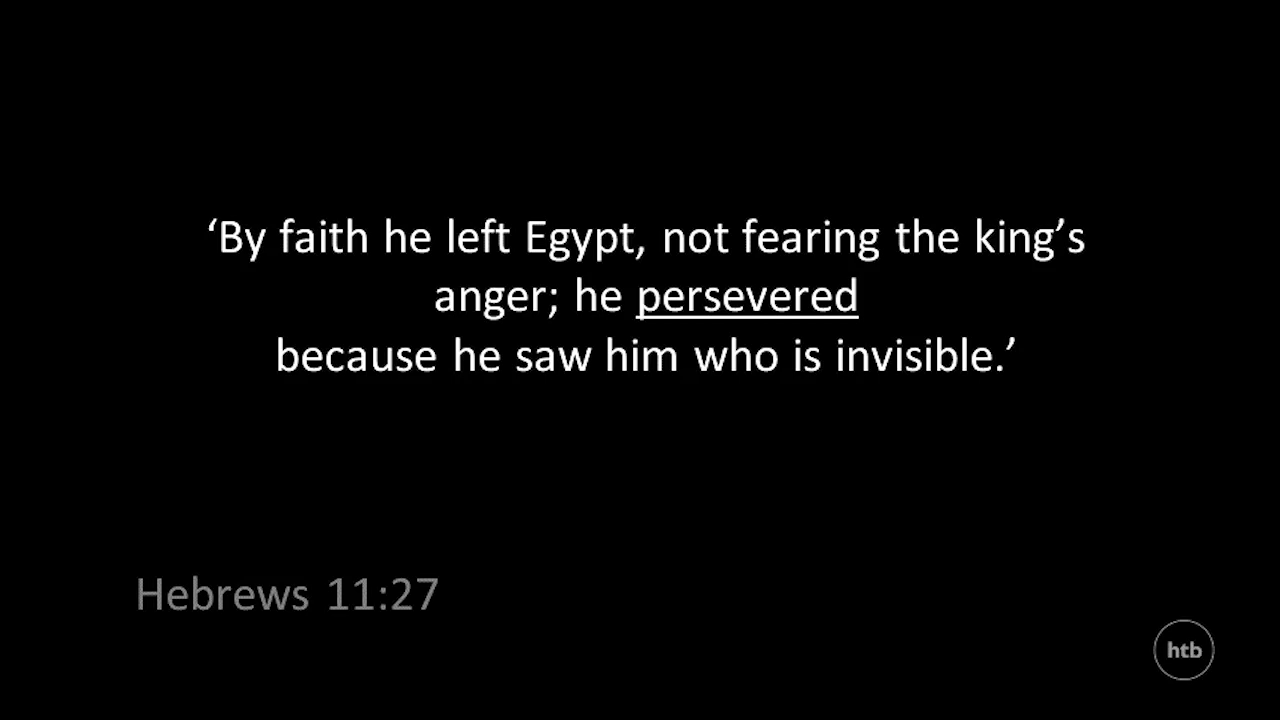 ‘By faith he left Egypt, not fearing the king’s
anger; he persevered
because he saw him who is invisible.’
Hebrews 11:27
htb